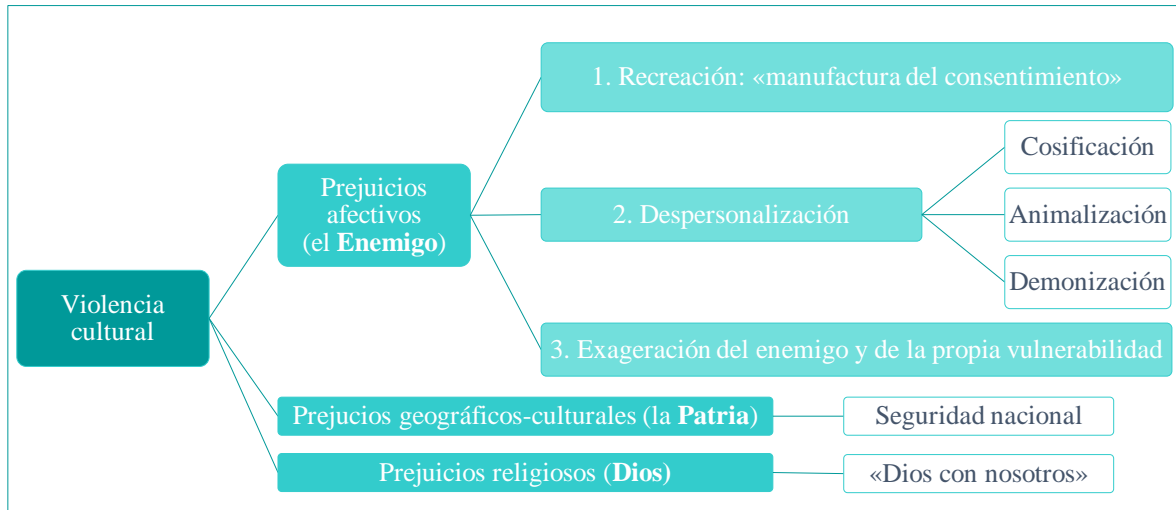 Violencia
cultural
Prejuicios
afectivos
(el Enemigo)
1. Recreación: «manufactura del consentimiento»
2. Despersonalización
Cosificación
Animalización
Demonización
3. Exageración del enemigo y de la propia vulnerabilidad
Prejucios geográficos-culturales (la Patria)
Seguridad nacional
Prejuicios religiosos (Dios)
«Dios con nosotros»